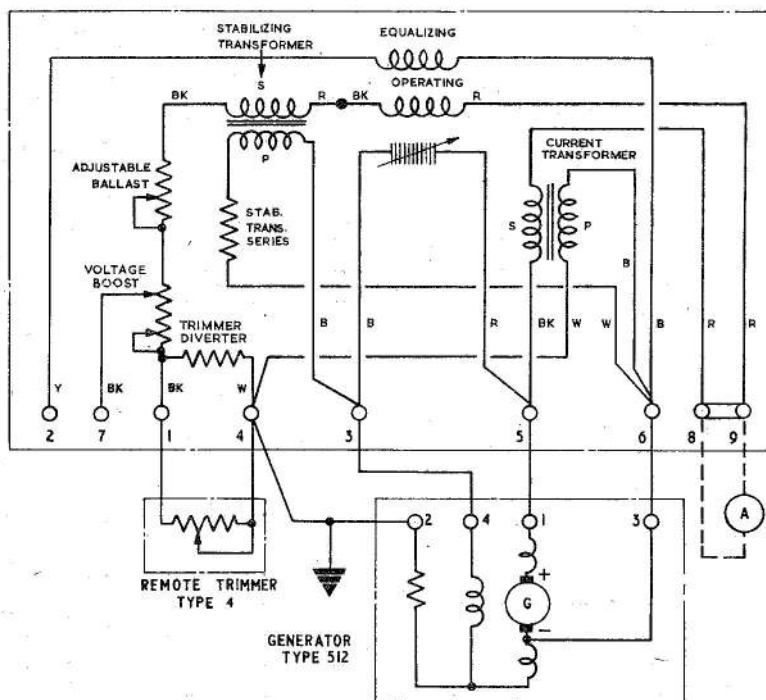 STABILIZING
TRANSFORMER
EQUALIZING
OPERATING
S
BK
R
BK
R
P
CURRENT
TRANSFORMER
ADJUSTABLE
BALLAST
STAB.
TRANS.
SERIES
S
P
VOLTAGE
BOOST
B
TRIMMER
DIVERTER
B
B
R
BK
W
W
B
R
R
Y
BK
BK
W
2
7
1
4
3
5
6
8
9
A
2
4
1
3
+
G
-
REMOTE TRIMMER
TYPE 4
GENERATOR
TYPE 512